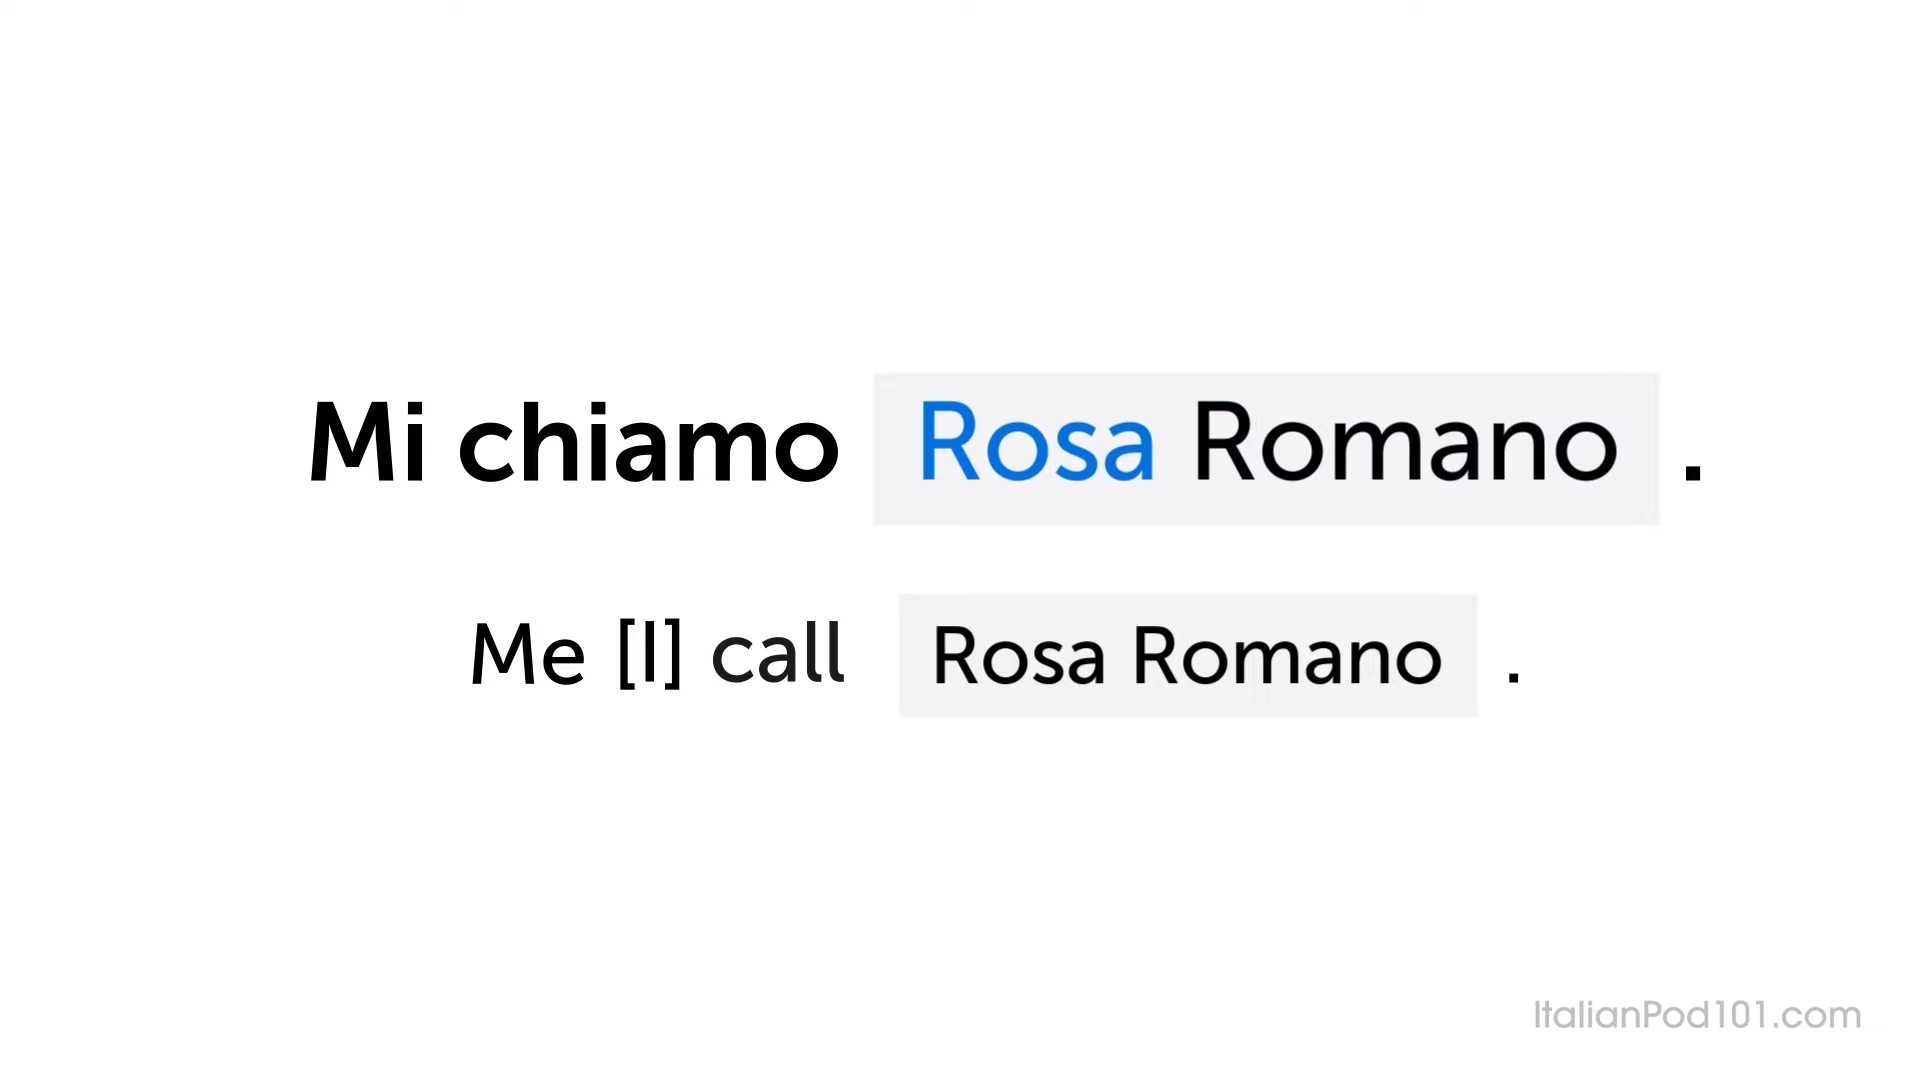 Mi chiamo Rosa Romano .
Me [I] call Rosa Romano .
ItalianPod101.com